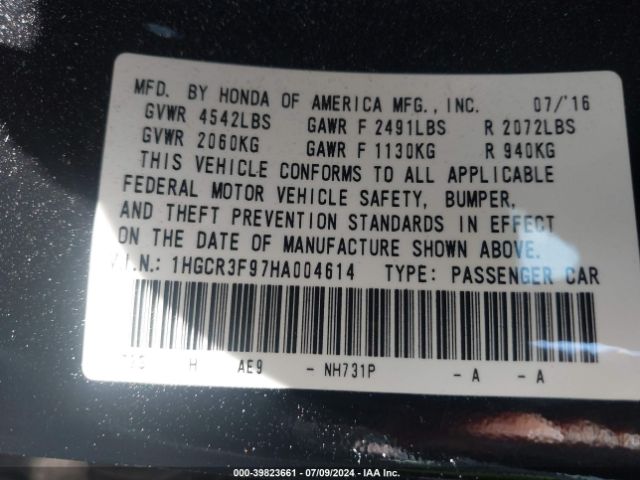 MFD. BY HONDA OF AMERICA MFG., INC. 07/'16
GVWR 4542LBS GAWR F 2491LBS R 2072LBS
GVWR 2060KG GAWR F 1130KG R 940KG
THIS VEHICLE CONFORMS TO ALL APPLICABLE
FEDERAL MOTOR VEHICLE SAFETY, BUMPER,
AND THEFT PREVENTION STANDARDS IN EFFECT
ON THE DATE OF MANUFACTURE SHOWN ABOVE.
V.I.N.: 1HGCR3F97HA004614 TYPE: PASSENGER CAR
H AE9 - NH731P - A - A
000-39823661 - 07/09/2024 - IAA Inc.